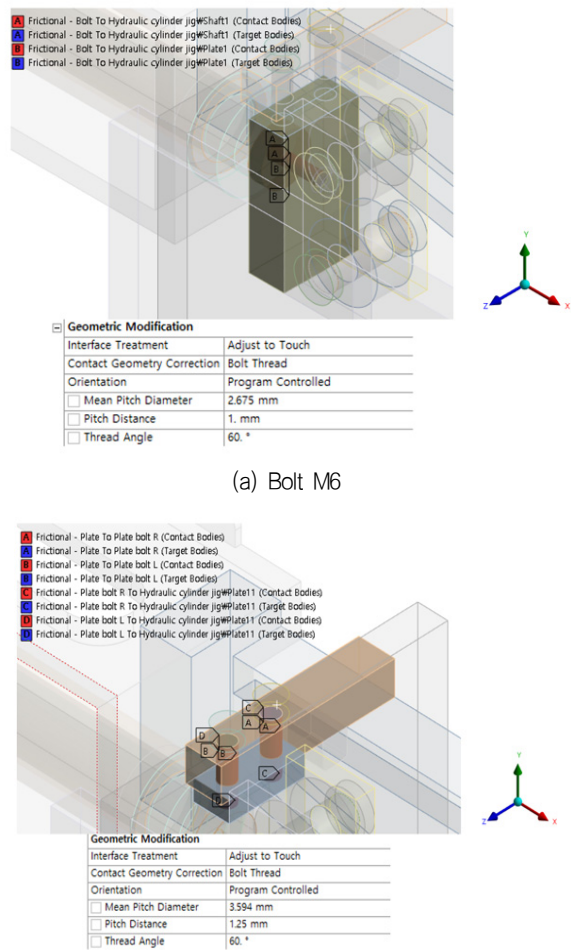 A Frictional - Bolt To Hydraulic cylinder jig₩Shaft1 (Contact Bodies)
A Frictional - Bolt To Hydraulic cylinder jig₩Shaft1 (Target Bodies)
B Frictional - Bolt To Hydraulic cylinder jig₩Plate1 (Contact Bodies)
B Frictional - Bolt To Hydraulic cylinder jig₩Plate1 (Target Bodies)
A
A
B
B
Y
Z
X
Geometric Modification
Interface Treatment Adjust to Touch
Contact Geometry Correction Bolt Thread
Orientation Program Controlled
Mean Pitch Diameter 2.675 mm
Pitch Distance 1. mm
Thread Angle 60. °
(a) Bolt M6
A Frictional - Plate To Plate bolt R (Contact Bodies)
A Frictional - Plate To Plate bolt R (Target Bodies)
B Frictional - Plate To Plate bolt L (Contact Bodies)
B Frictional - Plate To Plate bolt L (Target Bodies)
C Frictional - Plate bolt R To Hydraulic cylinder jig₩Plate11 (Contact Bodies)
C Frictional - Plate bolt R To Hydraulic cylinder jig₩Plate11 (Target Bodies)
D Frictional - Plate bolt L To Hydraulic cylinder jig₩Plate11 (Contact Bodies)
D Frictional - Plate bolt L To Hydraulic cylinder jig₩Plate11 (Target Bodies)
C
A A
D
B B
C
D
Y
Z
X
Geometric Modification
Interface Treatment Adjust to Touch
Contact Geometry Correction Bolt Thread
Orientation Program Controlled
Mean Pitch Diameter 3.594 mm
Pitch Distance 1.25 mm
Thread Angle 60. °